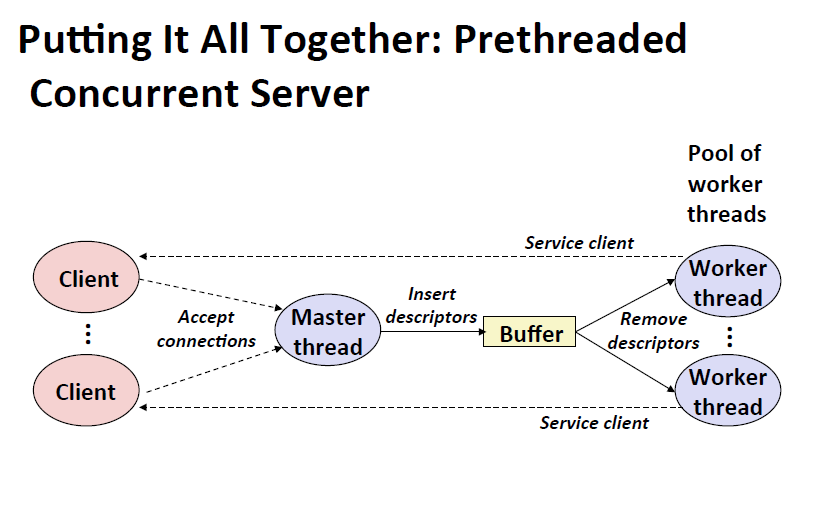 Putting It All Together: Prethreaded
Concurrent Server
Pool of
worker
threads
Service client
Client
Accept
connections
Client
Master
thread
Insert
descriptors
Buffer
Remove
descriptors
Worker
thread
Worker
thread
Service client